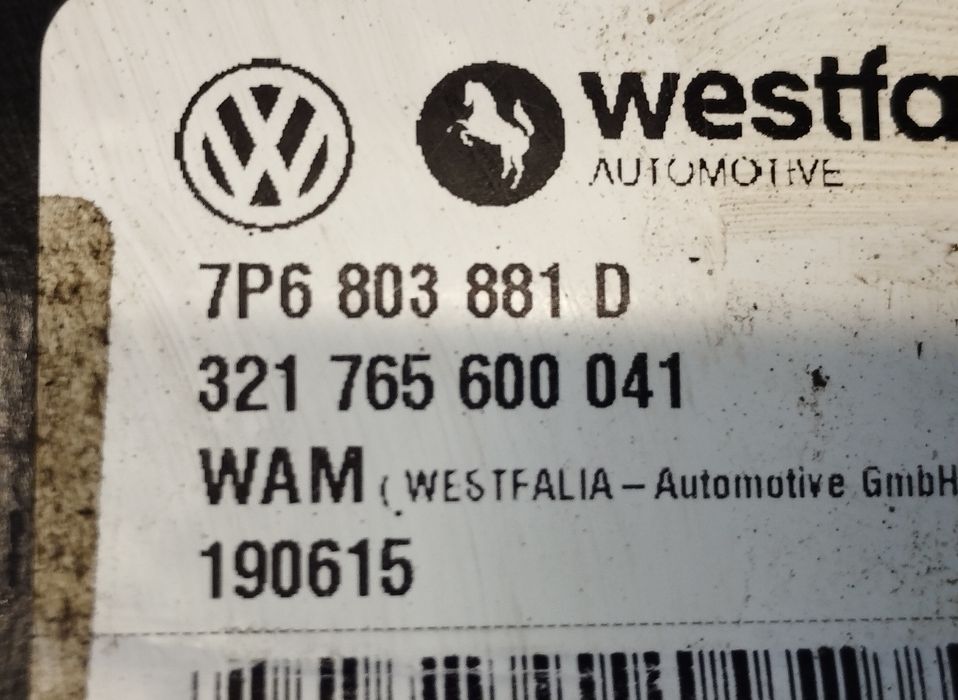 westfa
AUTOMOTIVE
7P6 803 881 D
321 765 600 041
WAM ( WESTFALIA – Automotive GmbH
190615